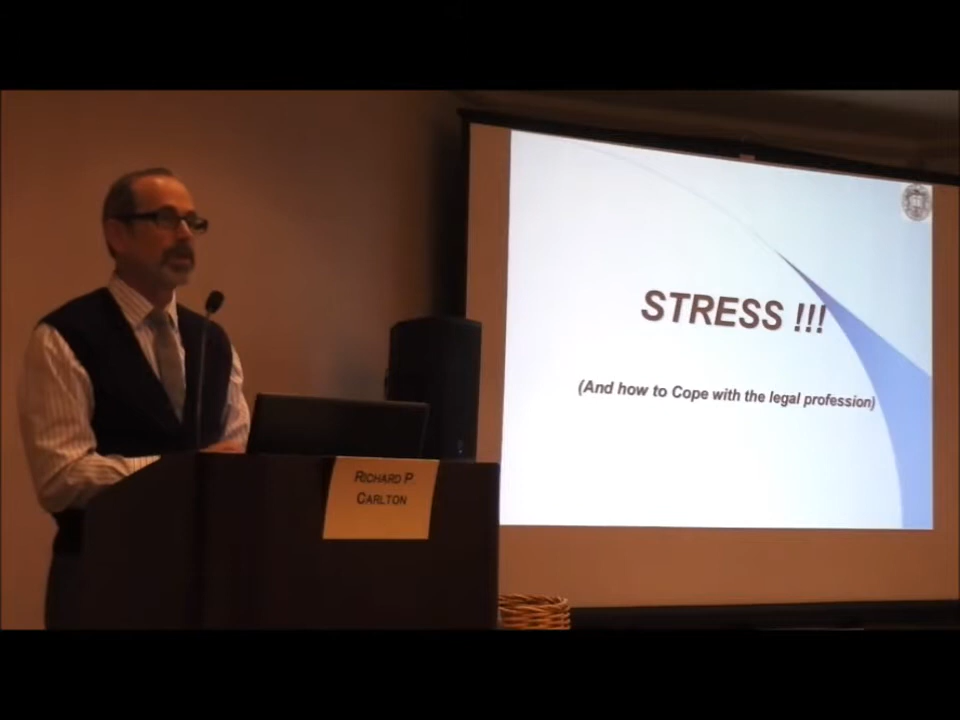 STRESS !!!
(And how to Cope with the legal profession)
RICHARD P
CARLTON